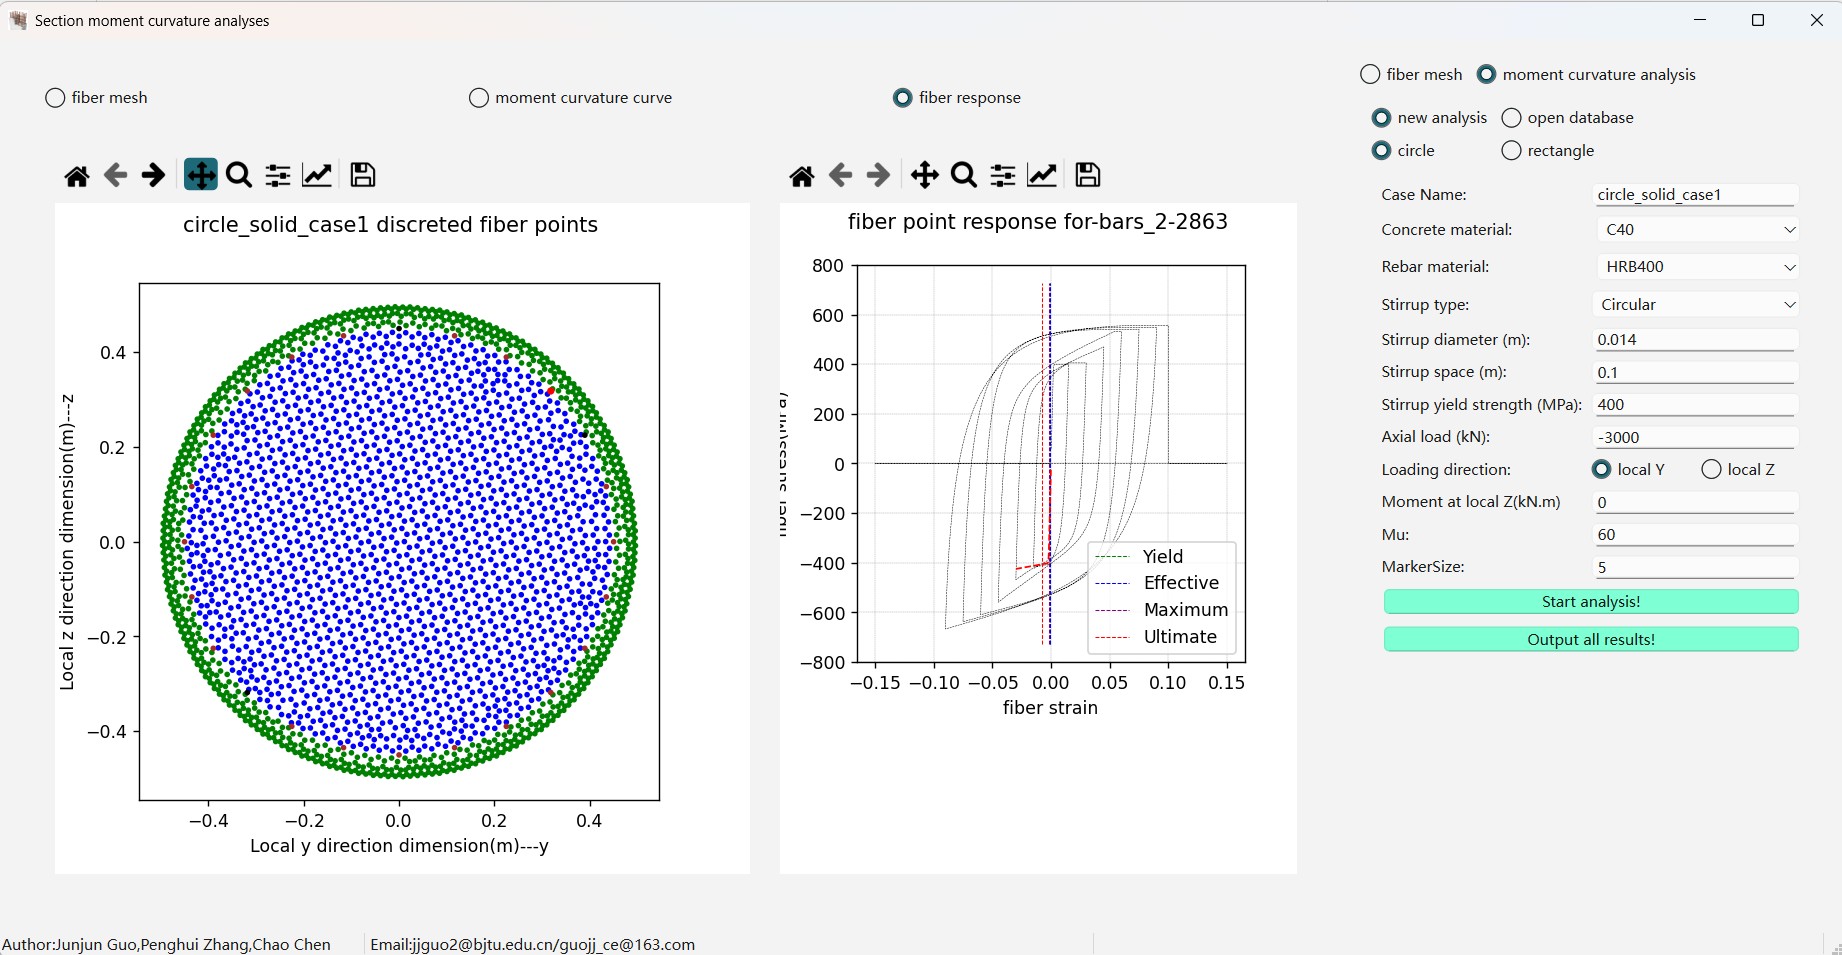 Section moment curvature analyses
fiber mesh
moment curvature curve
fiber response
circle_solid_case1 discreted fiber points
Local z direction dimension(m)---z
0.4
0.2
0.0
−0.2
−0.4
−0.4
−0.2
0.0
0.2
0.4
Local y direction dimension(m)---y
fiber point response for-bars_2-2863
800
600
400
200
0
−200
−400
−600
−800
Yield
Effective
Maximum
Ultimate
−0.15
−0.10
−0.05
0.00
0.05
0.10
0.15
fiber strain
fiber mesh
moment curvature analysis
new analysis
open database
circle
rectangle
Case Name: circle_solid_case1
Concrete material: C40
Rebar material: HRB400
Stirrup type: Circular
Stirrup diameter (m): 0.014
Stirrup space (m): 0.1
Stirrup yield strength (MPa): 400
Axial load (kN): -3000
Loading direction: local Y local Z
Moment at local Z(kN.m) 0
Mu: 60
MarkerSize: 5
Start analysis!
Output all results!
Author:Junjun Guo,Penghui Zhang,Chao Chen
Email:jjguo2@bjtu.edu.cn/guojj_ce@163.com